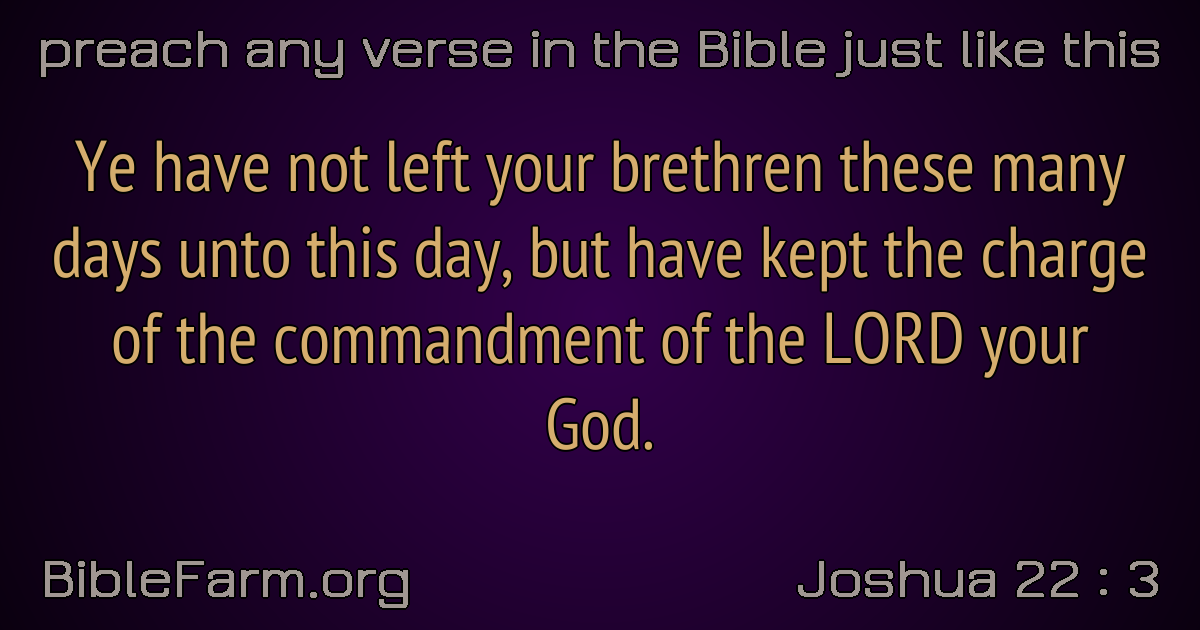 preach any verse in the Bible just like this
Ye have not left your brethren these many
days unto this day, but have kept the charge
of the commandment of the LORD your
God.
BibleFarm.org
Joshua 22 : 3